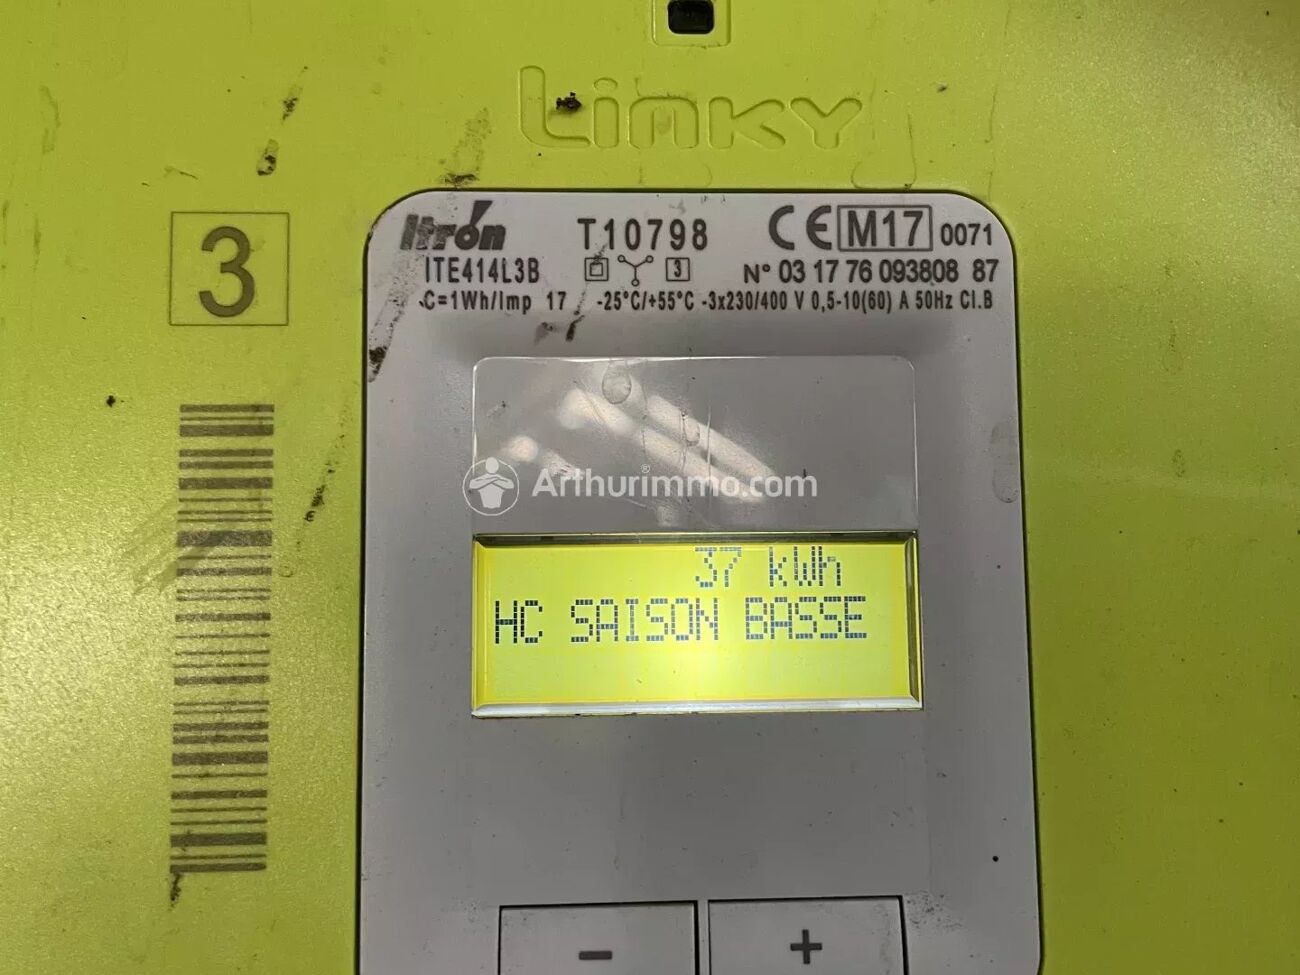 Linky
3
Itron T10798 CE M17 0071
ITE414L3B 3 N° 03 17 76 093808 87
C=1Wh/Imp 17 -25°C/+55°C -3x230/400 V 0,5-10(60) A 50Hz Cl.B
Arthurimmo.com
37 kWh
HC SAISON BASSE
- +